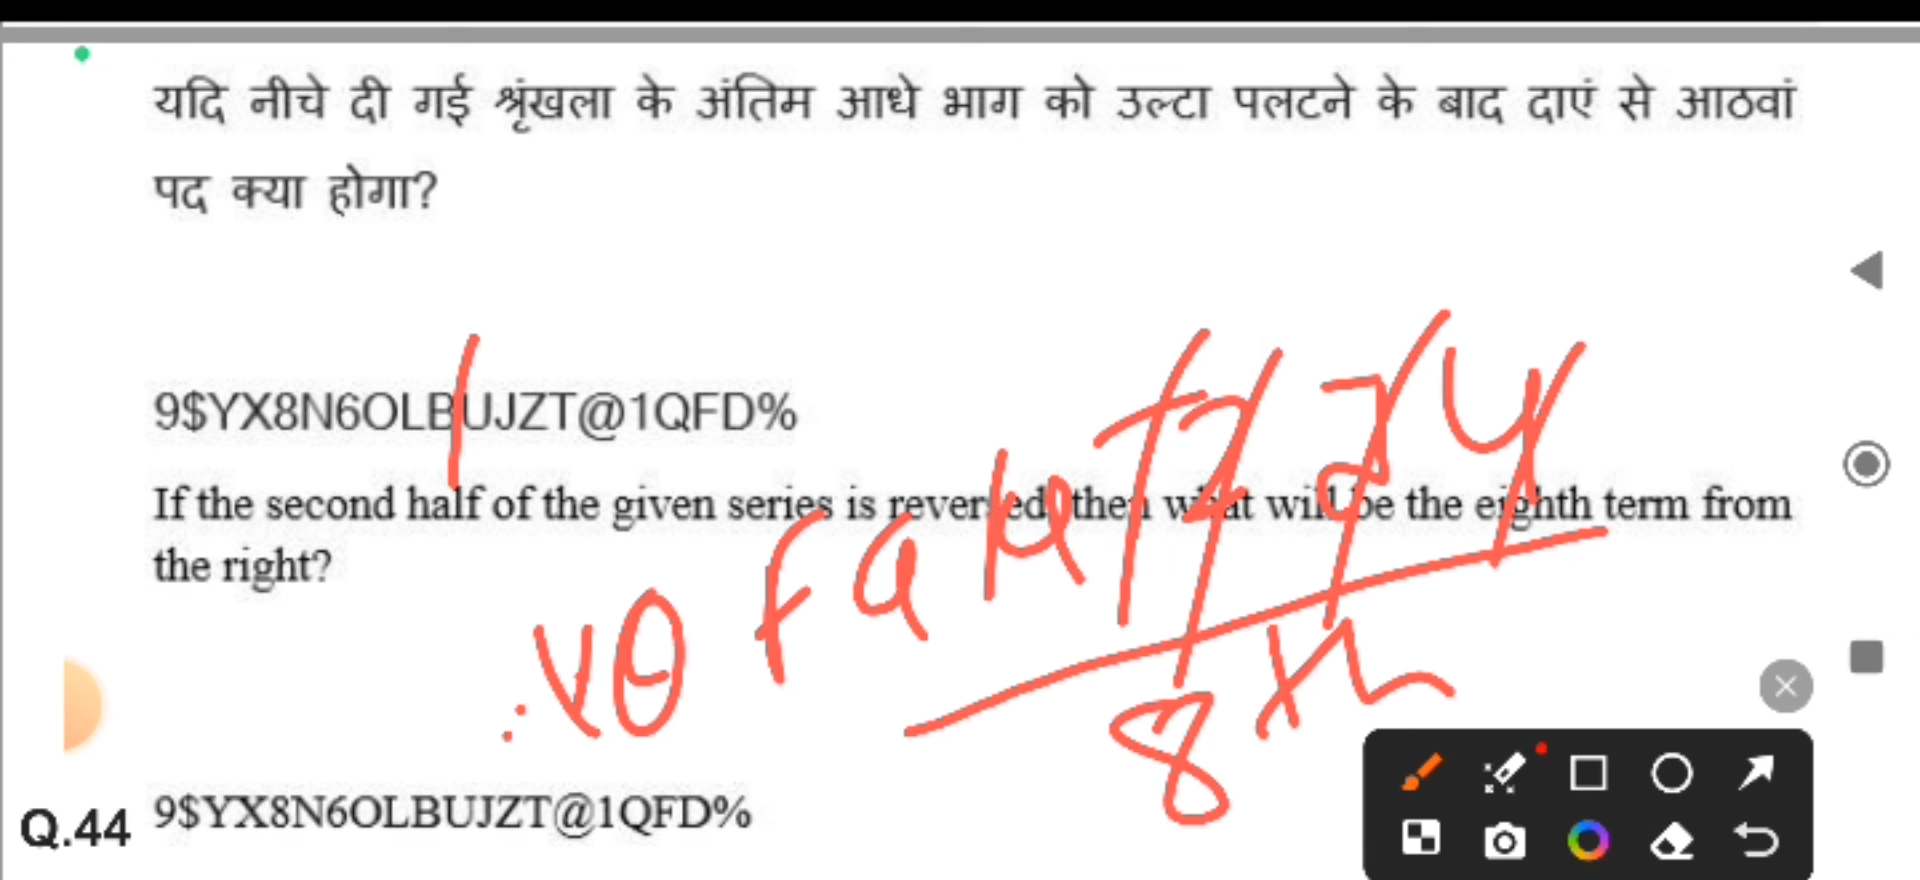 यदि नीचे दी गई श्रृंखला के अंतिम आधे भाग को उल्टा पलटने के बाद दाएं से आठवां
पद क्या होगा?
9$YX8N6OLBUJZT@1QFD%
If the second half of the given series is reversed, then what will be the eighth term from
the right?
8th
Q.44 9$YX8N6OLBUJZT@1QFD%